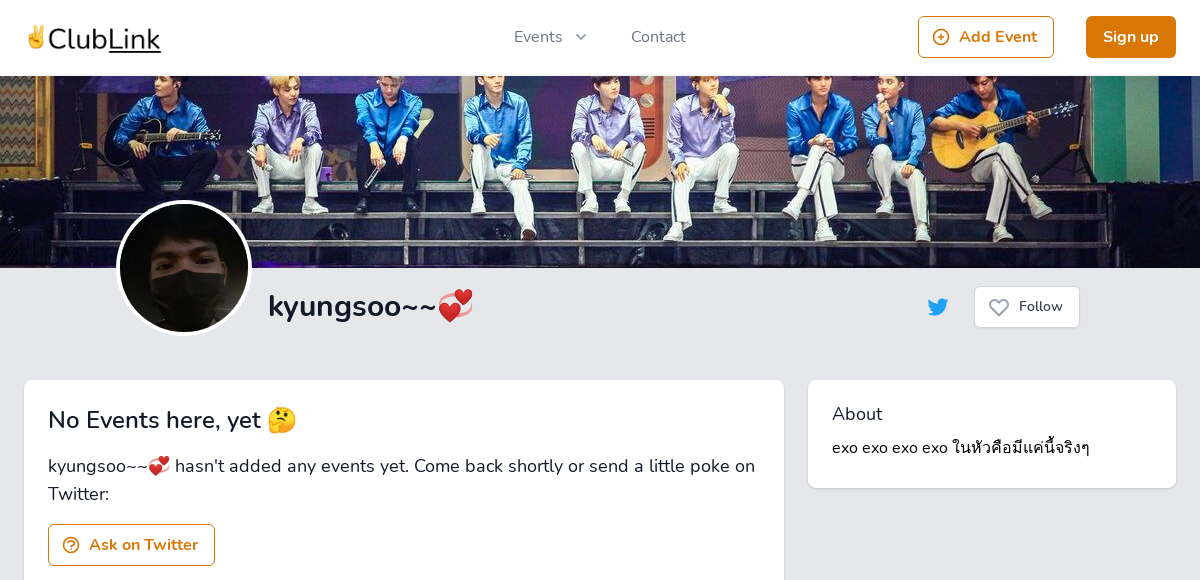 ✌️ClubLink
Events
Contact
Add Event
Sign up
kyungsoo~~💞
Follow
No Events here, yet 🤔
kyungsoo~~💞 hasn't added any events yet. Come back shortly or send a little poke on
Twitter:
Ask on Twitter
About
exo exo exo exo ในหัวคือมีแค่นี้จริงๆ